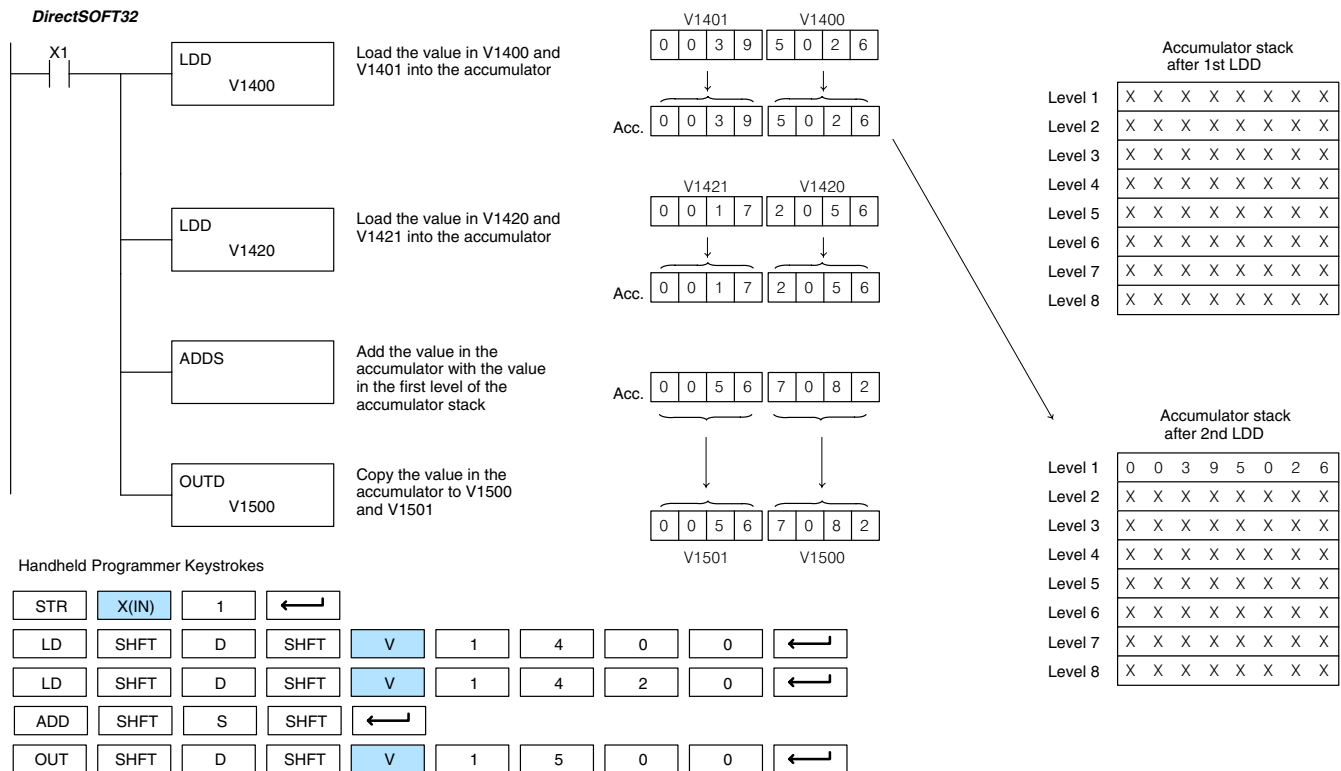 DirectSOFT32
X1
LDD
V1400
Load the value in V1400 and
V1401 into the accumulator
LDD
V1420
Load the value in V1420 and
V1421 into the accumulator
ADDS
Add the value in the
accumulator with the value
in the first level of the
accumulator stack
OUTD
V1500
Copy the value in the
accumulator to V1500
and V1501
V1401 V1400
0 0 3 9 5 0 2 6
Acc. 0 0 3 9 5 0 2 6
V1421 V1420
0 0 1 7 2 0 5 6
Acc. 0 0 1 7 2 0 5 6
Acc. 0 0 5 6 7 0 8 2
0 0 5 6 7 0 8 2
V1501 V1500
Accumulator stack
after 1st LDD
Level 1 X X X X X X X X
Level 2 X X X X X X X X
Level 3 X X X X X X X X
Level 4 X X X X X X X X
Level 5 X X X X X X X X
Level 6 X X X X X X X X
Level 7 X X X X X X X X
Level 8 X X X X X X X X
Accumulator stack
after 2nd LDD
Level 1 0 0 3 9 5 0 2 6
Level 2 X X X X X X X X
Level 3 X X X X X X X X
Level 4 X X X X X X X X
Level 5 X X X X X X X X
Level 6 X X X X X X X X
Level 7 X X X X X X X X
Level 8 X X X X X X X X
Handheld Programmer Keystrokes
STR X(IN) 1
LD SHFT D SHFT V 1 4 0 0
LD SHFT D SHFT V 1 4 2 0
ADD SHFT S SHFT
OUT SHFT D SHFT V 1 5 0 0